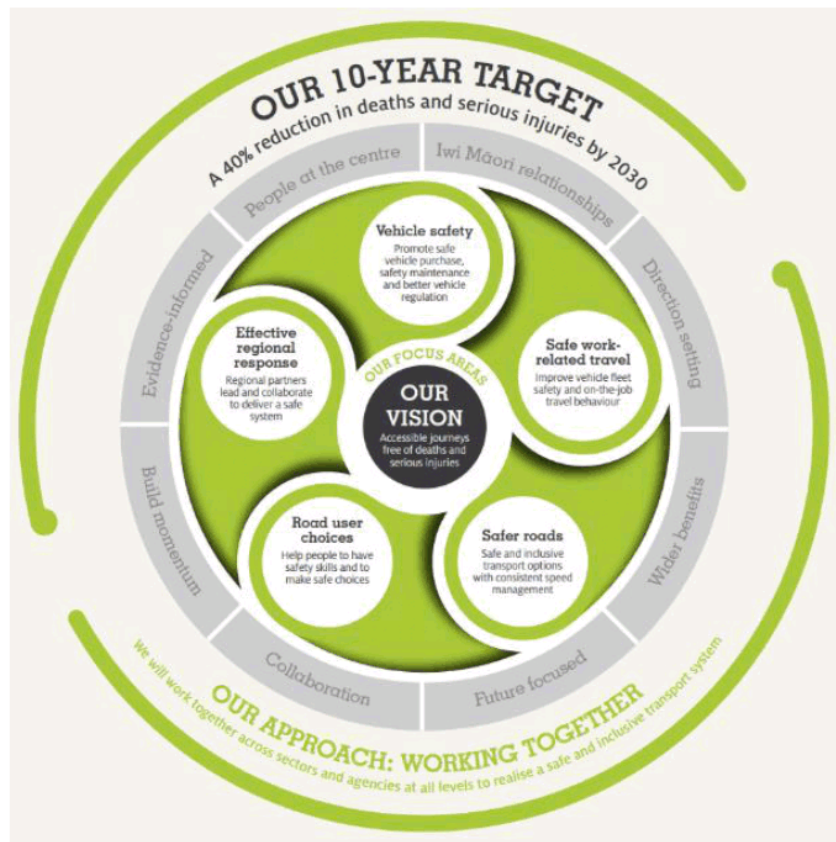 OUR 10-YEAR TARGET
A 40% reduction in deaths and serious injuries by 2030
People at the centre
Iwi Māori relationships
Direction setting
Wider benefits
Future focused
Collaboration
Build momentum
Evidence-informed
Vehicle safety
Promote safe
vehicle purchase,
safety maintenance
and better vehicle
regulation
Safe work-
related travel
Improve vehicle fleet
safety and on-the-job
travel behaviour
Safer roads
Safe and inclusive
transport options
with consistent speed
management
Road user
choices
Help people to have
safety skills and to
make safe choices
Effective
regional
response
Regional partners
lead and collaborate
to deliver a safe
system
OUR FOCUS AREAS
OUR
VISION
Accessible journeys
free of deaths and
serious injuries
OUR APPROACH: WORKING TOGETHER
We will work together across sectors and agencies at all levels to realise a safe and inclusive transport system